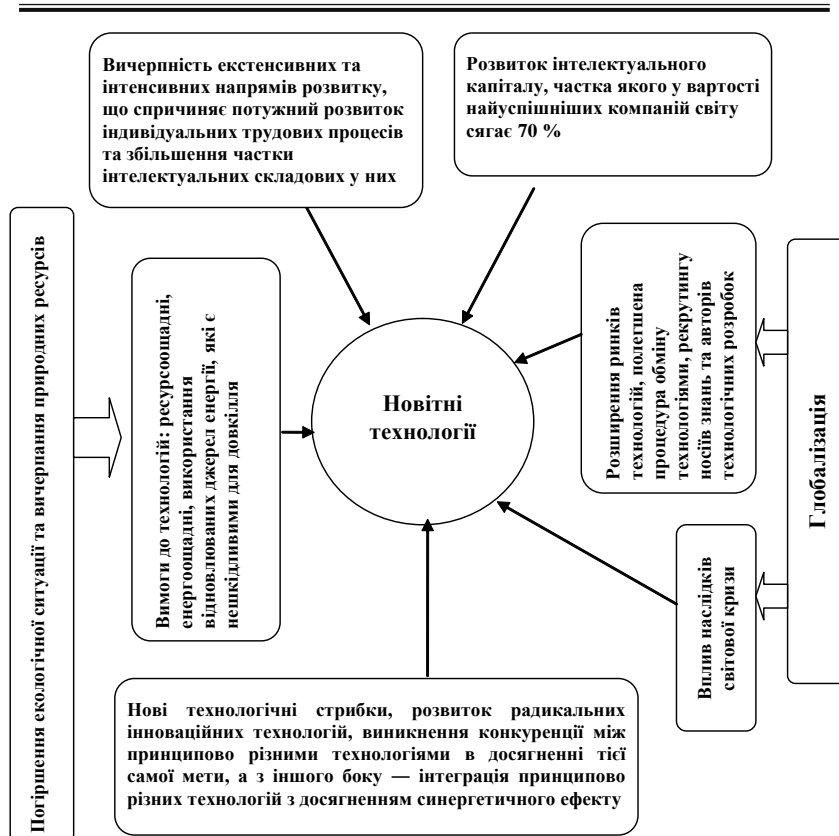 Вичерпність екстенсивних та
інтенсивних напрямів розвитку,
що спричиняє потужний розвиток
індивідуальних трудових процесів
та збільшення частки
інтелектуальних складових у них
Розвиток інтелектуального
капіталу, частка якого у вартості
найуспішніших компаній світу
сягає 70 %
Погіршення екологічної ситуації та вичерпання природних ресурсів
Вимоги до технологій: ресурсоощадні,
енергоощадні, використання
відновлюваних джерел енергії, які є
нешкідливими для довкілля
Новітні
технології
Розширення ринків
технологій, полегшена
процедура обміну
технологіями, рекрутингу
носіїв знань та авторів
технологічних розробок
Глобалізація
Вплив наслідків
світової кризи
Нові технологічні стрибки, розвиток радикальних
інноваційних технологій, виникнення конкуренції між
принципово різними технологіями в досягненні тієї
самої мети, а з іншого боку — інтеграція принципово
різних технологій з досягненням синергетичного ефекту